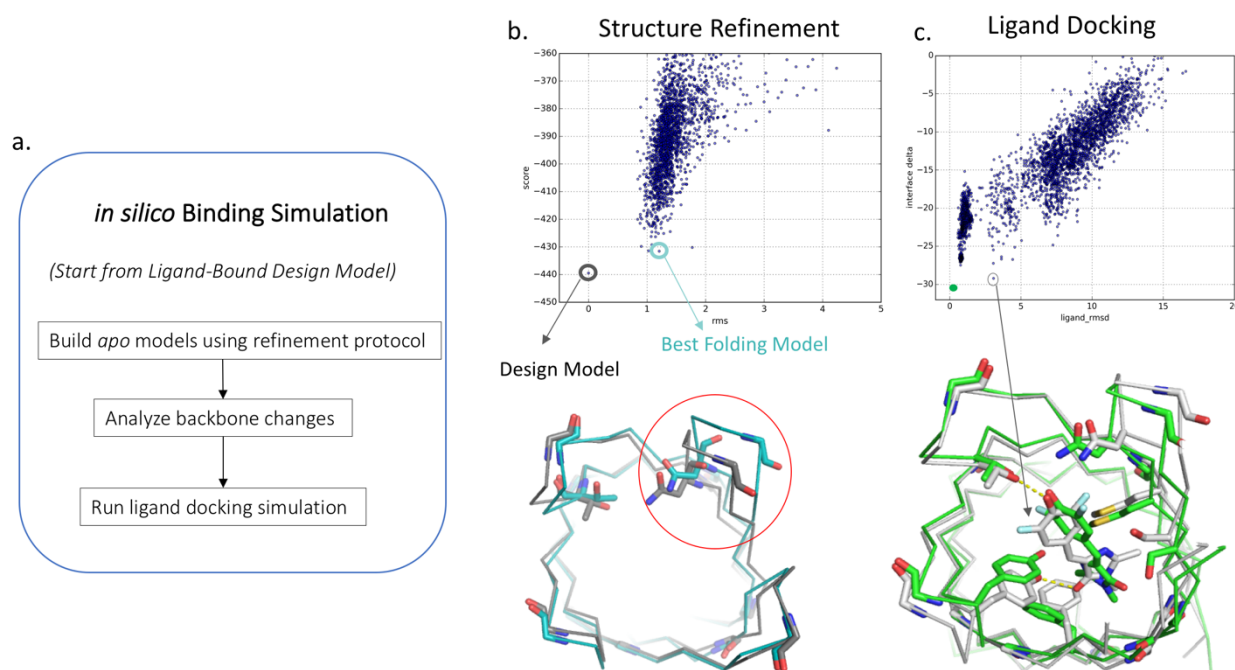 a.
in silico Binding Simulation
(Start from Ligand-Bound Design Model)
Build apo models using refinement protocol
Analyze backbone changes
Run ligand docking simulation
b.
Structure Refinement
−360
−370
−380
−390
−400
−410
−420
−430
−440
−450
score
0
1
2
3
4
5
rms
Design Model
Best Folding Model
c.
Ligand Docking
0
−5
−10
−15
−20
−25
−30
interface delta
0
5
10
15
20
ligand_rmsd